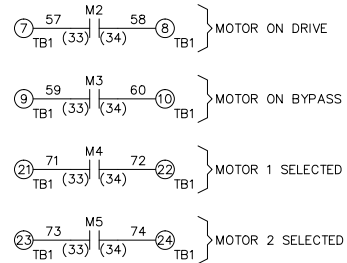 M2
7 57 58 8 MOTOR ON DRIVE
TB1 (33) (34) TB1
M3
9 59 60 10 MOTOR ON BYPASS
TB1 (33) (34) TB1
M4
21 71 72 22 MOTOR 1 SELECTED
TB1 (33) (34) TB1
M5
23 73 74 24 MOTOR 2 SELECTED
TB1 (33) (34) TB1